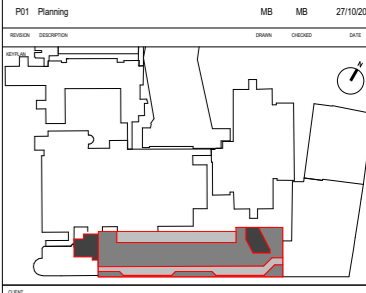 P01 Planning MB MB 27/10/20
REVISION DESCRIPTION DRAWN CHECKED DATE
KEYPLAN
N
CLIENT